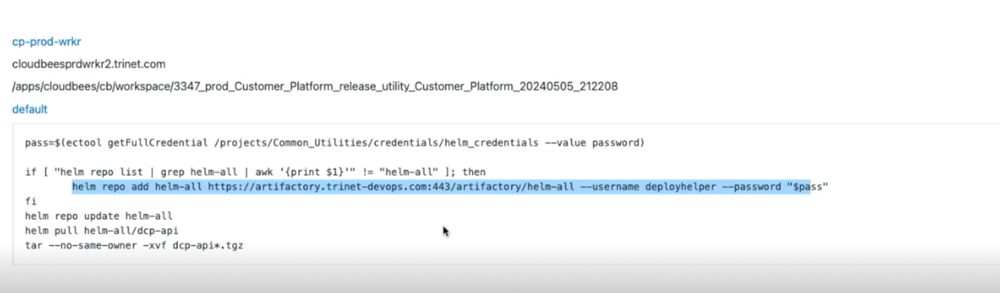 cp-prod-wrkr
cloudbeesprdwrkr2.trinet.com
/apps/cloudbees/cb/workspace/3347_prod_Customer_Platform_release_utility_Customer_Platform_20240505_212208
default
pass=$(ectool getFullCredential /projects/Common_Utilities/credentials/helm_credentials --value password)
if [ "helm repo list | grep helm-all | awk '{print $1}'" != "helm-all" ]; then
helm repo add helm-all https://artifactory.trinet-devops.com:443/artifactory/helm-all --username deployhelper --password "$pass"
fi
helm repo update helm-all
helm pull helm-all/dcp-api
tar --no-same-owner -xvf dcp-api*.tgz